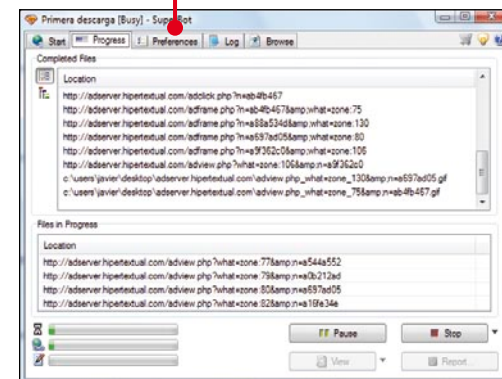 Primera descarga [Busy] - SuperBot
Start Progress Preferences Log Browse
Completed Files
Location
http://adserver.hipertextual.com/adclick.php?n=ab4fb467
http://adserver.hipertextual.com/adframe.php?n=ab4fb467&amp;what=zone:75
http://adserver.hipertextual.com/adframe.php?n=a88a534d&amp;what=zone:130
http://adserver.hipertextual.com/adframe.php?n=a697ad05&amp;what=zone:80
http://adserver.hipertextual.com/adframe.php?n=a9f362c0&amp;what=zone:106
http://adserver.hipertextual.com/adview.php?what=zone:106&amp;n=a9f362c0
c:\users\javier\desktop\adserver.hipertextual.com\adview.php_what=zone_130&amp;n=a697ad05.gif
c:\users\javier\desktop\adserver.hipertextual.com\adview.php_what=zone_75&amp;n=ab4fb467.gif
Files in Progress
Location
http://adserver.hipertextual.com/adview.php?what=zone:77&amp;n=a544a552
http://adserver.hipertextual.com/adview.php?what=zone:79&amp;n=a0b212ad
http://adserver.hipertextual.com/adview.php?what=zone:80&amp;n=a697ad05
http://adserver.hipertextual.com/adview.php?what=zone:82&amp;n=a16fe34e
Pause Stop
View Report...